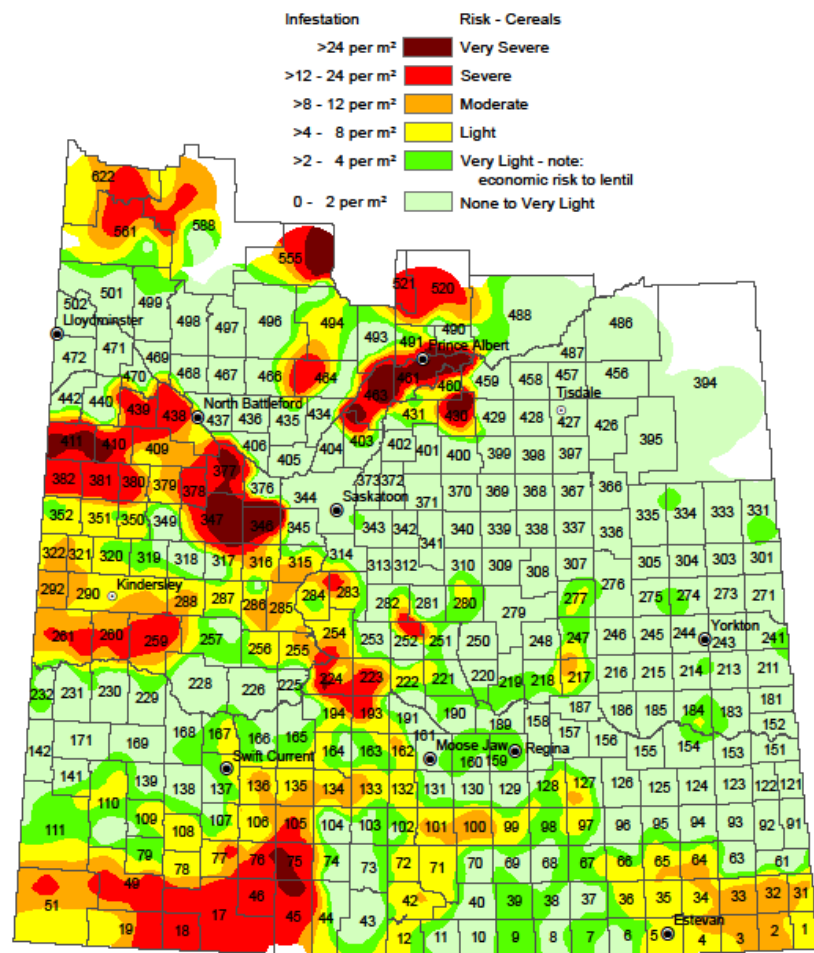 Infestation Risk - Cereals
>24 per m² Very Severe
>12 - 24 per m² Severe
>8 - 12 per m² Moderate
>4 - 8 per m² Light
>2 - 4 per m² Very Light - note:
economic risk to lentil
0 - 2 per m² None to Very Light
622
561 588
555
521 520
502 501 499 498 497 496 494 493 491 490 488 486
Lloydminster
Prince Albert
472 471 469 468 467 466 464 463 461 460 459 458 457 456 487
470
394
Tisdale
442 440 439 438 437 436 435 434 431 430 429 428 427 426
North Battleford
395
411 410 409 406 405 404 403 402 401 400 399 398 397
382 381 380 379 378 377 376 373 372 371 370 369 368 367 366
344
Saskatoon
352 351 350 349 347 346 345 343 342 341 340 339 338 337 336 335 334 333 331
322 321 320 319 318 317 316 315 314 313 312 310 309 308 307 305 304 303 301
Kindersley
292 290 288 287 286 285 284 283 282 281 280 279 277 276 275 274 273 271
Yorkton
261 260 259 257 256 255 254 253 252 251 250 248 247 246 245 244 243 241
232 231 230 229 228 226 225 224 223 222 221 220 219 218 217 216 215 214 213 211
194 193 191 190 189 187 186 185 184 183 181
171 169 168 167 166 165 164 163 162 161 160 159 158 157 156 155 154 153 152 151
Moose Jaw
Regina
Swift Current
142 141 139 138 137 136 135 134 133 132 131 130 129 128 127 126 125 124 123 122 121
111 110 109 108 107 106 105 104 103 102 101 100 99 98 97 96 95 94 93 92 91
79 78 77 76 75 74 73 72 71 70 69 68 67 66 65 64 63 61
51 49 46 45 44 43 42 40 39 38 37 36 35 34 33 32 31
Estevan
19 18 17 12 11 10 9 8 7 6 5 4 3 2 1